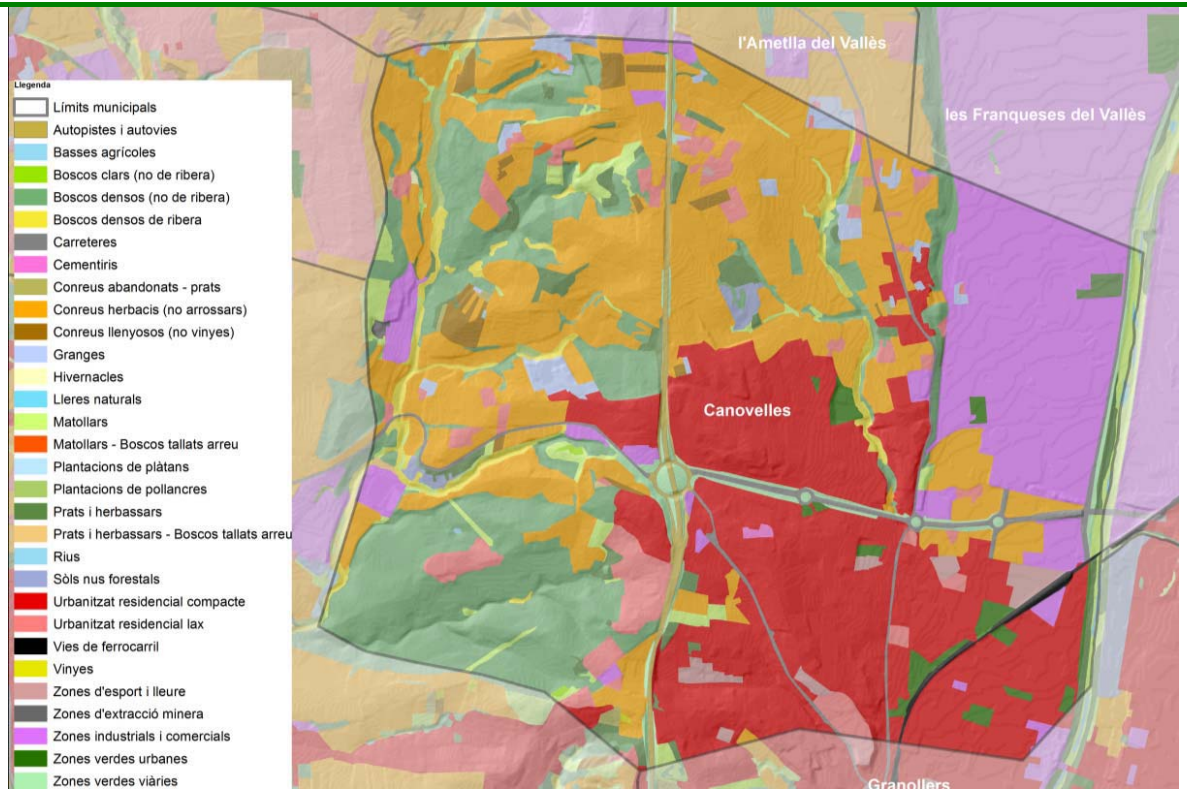 l'Ametlla del Vallès
les Franqueses del Vallès
Canovelles
Granollers
Llegenda
Límits municipals
Autopistes i autovies
Basses agrícoles
Boscos clars (no de ribera)
Boscos densos (no de ribera)
Boscos densos de ribera
Carreteres
Cementiris
Conreus abandonats - prats
Conreus herbacis (no arrossars)
Conreus llenyosos (no vinyes)
Granges
Hivernacles
Lleres naturals
Matollars
Matollars - Boscos tallats arreu
Plantacions de plàtans
Plantacions de pollancres
Prats i herbassars
Prats i herbassars - Boscos tallats arreu
Rius
Sòls nus forestals
Urbanitzat residencial compacte
Urbanitzat residencial lax
Vies de ferrocarril
Vinyes
Zones d'esport i lleure
Zones d'extracció minera
Zones industrials i comercials
Zones verdes urbanes
Zones verdes viàries